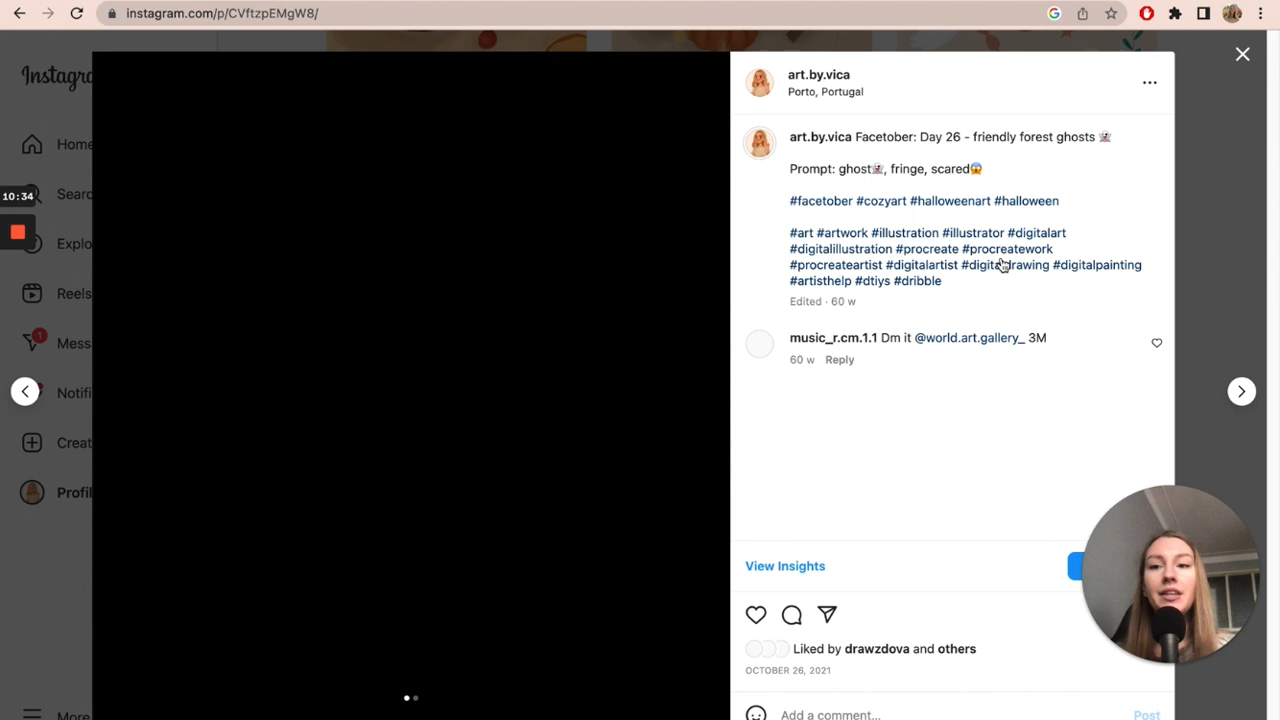 instagram.com/p/CVftzpEMgW8/
Instagra
Home
10:34
Searc
Explo
Reels
1
Mess
Notifi
Creat
Profil
More
art.by.vica
Porto, Portugal
art.by.vica Facetober: Day 26 - friendly forest ghosts 👻
Prompt: ghost👻, fringe, scared😱
#facetober #cozyart #halloweenart #halloween
#art #artwork #illustration #illustrator #digitalart
#digitalillustration #procreate #procreatework
#procreateartist #digitalartist #digitaldrawing #digitalpainting
#artisthelp #dtiys #dribble
Edited · 60 w
music_r.cm.1.1 Dm it @world.art.gallery_ 3M
60 w Reply
View Insights
Liked by drawzdova and others
OCTOBER 26, 2021
Add a comment...
Post